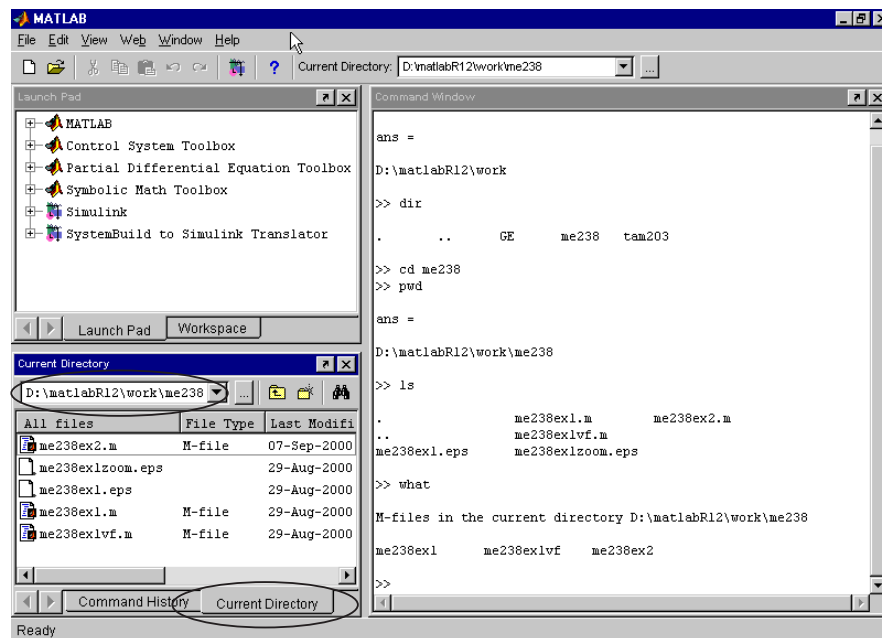 MATLAB
File Edit View Web Window Help
Current Directory: D:\matlabR12\work\me238 ...
Launch Pad
MATLAB
Control System Toolbox
Partial Differential Equation Toolbox
Symbolic Math Toolbox
Simulink
SystemBuild to Simulink Translator
Launch Pad Workspace
Current Directory
D:\matlabR12\work\me238 ...
All files File Type Last Modifi
me238ex2.m M-file 07-Sep-2000
me238ex1zoom.eps 29-Aug-2000
me238ex1.eps 29-Aug-2000
me238ex1.m M-file 29-Aug-2000
me238ex1vf.m M-file 29-Aug-2000
Command History Current Directory
Command Window
ans =
D:\matlabR12\work
>> dir
. .. GE me238 tam203
>> cd me238
>> pwd
ans =
D:\matlabR12\work\me238
>> ls
. me238ex1.m me238ex2.m
.. me238ex1vf.m
me238ex1.eps me238ex1zoom.eps
>> what
M-files in the current directory D:\matlabR12\work\me238
me238ex1 me238ex1vf me238ex2
>>
Ready